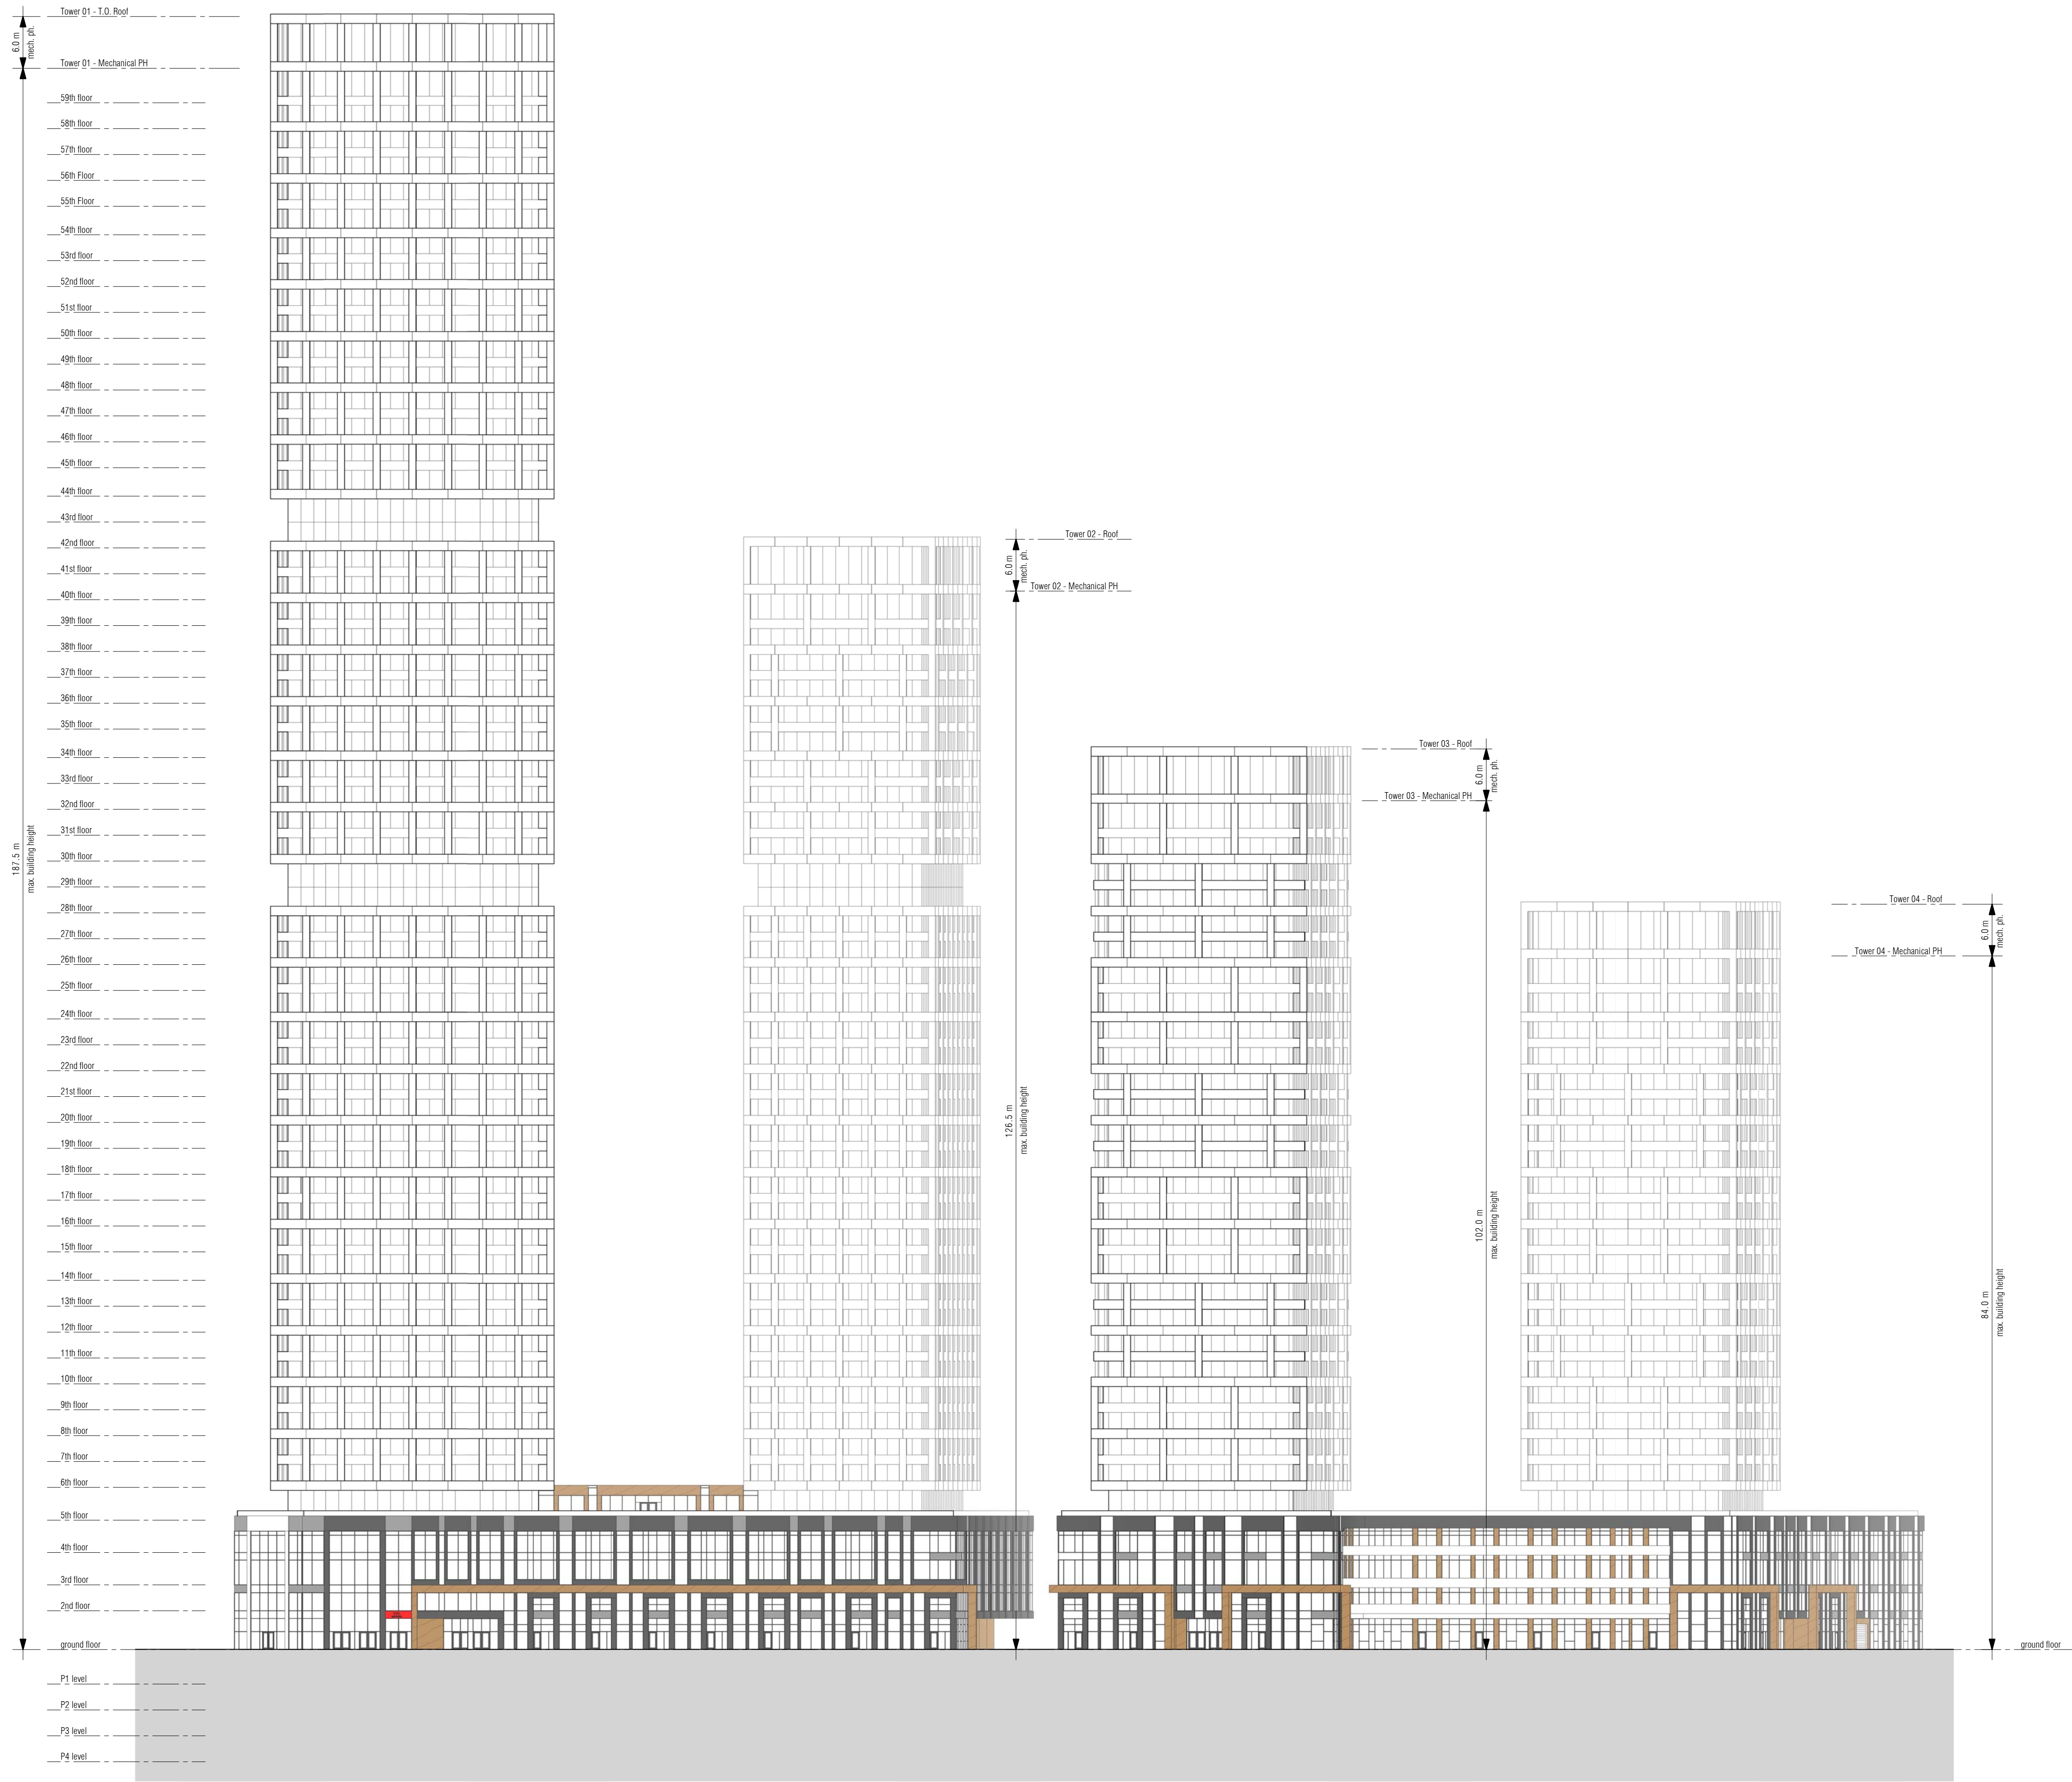 Tower 01 - T.O. Roof
6.0 m
mech. ph.
Tower 01 - Mechanical PH
59th floor
58th floor
57th floor
56th Floor
55th Floor
54th floor
53rd floor
52nd floor
51st floor
50th floor
49th floor
48th floor
47th floor
46th floor
45th floor
44th floor
43rd floor
42nd floor
41st floor
40th floor
39th floor
38th floor
37th floor
36th floor
35th floor
34th floor
33rd floor
32nd floor
31st floor
30th floor
29th floor
28th floor
27th floor
26th floor
25th floor
24th floor
23rd floor
22nd floor
21st floor
20th floor
19th floor
18th floor
17th floor
16th floor
15th floor
14th floor
13th floor
12th floor
11th floor
10th floor
9th floor
8th floor
7th floor
6th floor
5th floor
4th floor
3rd floor
2nd floor
ground floor
P1 level
P2 level
P3 level
P4 level
187.5 m
max. building height
Tower 02 - Roof
6.0 m
mech. ph.
Tower 02 - Mechanical PH
126.5 m
max. building height
Tower 03 - Roof
6.0 m
mech. ph.
Tower 03 - Mechanical PH
102.0 m
max. building height
Tower 04 - Roof
6.0 m
mech. ph.
Tower 04 - Mechanical PH
84.0 m
max. building height
ground floor